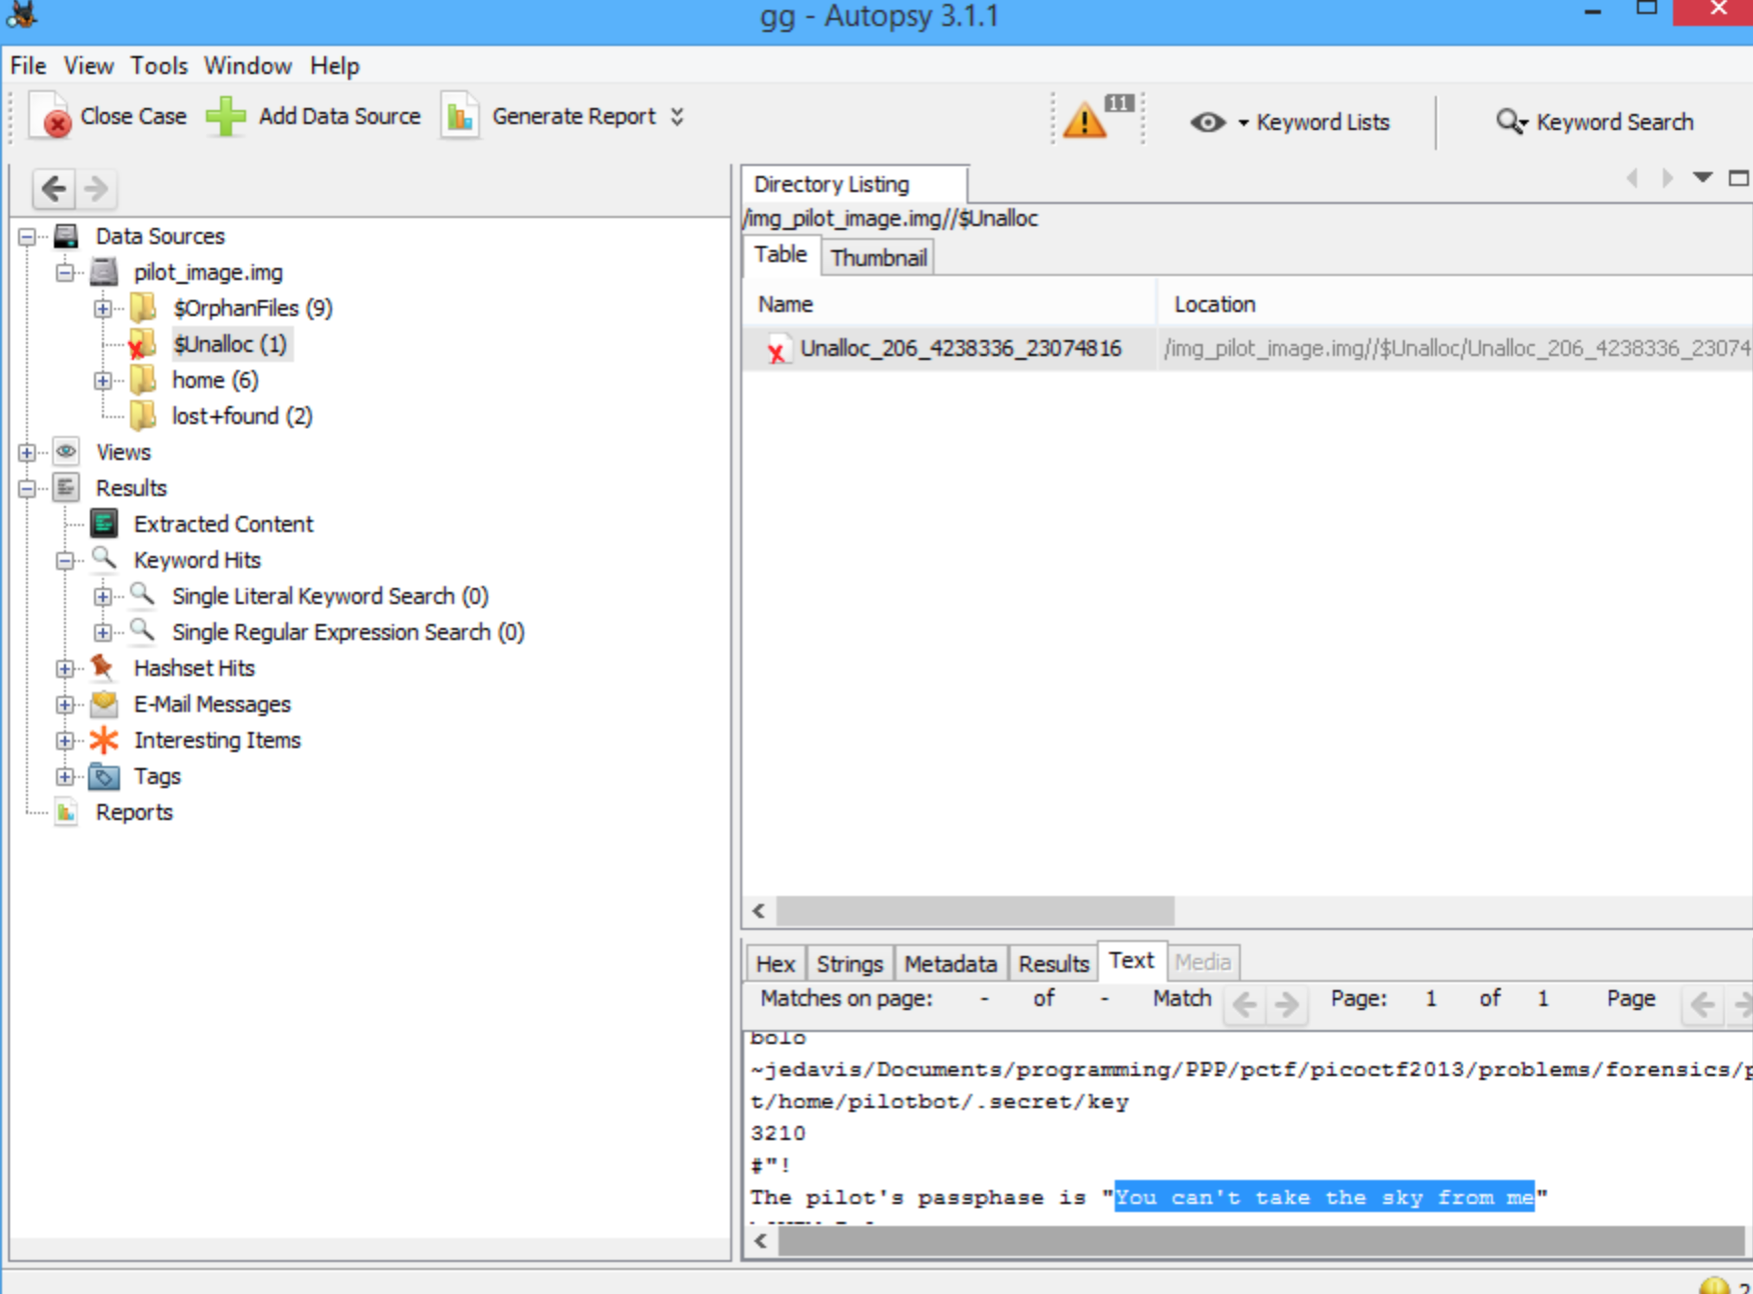 gg - Autopsy 3.1.1
File View Tools Window Help
Close Case Add Data Source Generate Report 11 Keyword Lists Keyword Search
Data Sources
pilot_image.img
$OrphanFiles (9)
$Unalloc (1)
home (6)
lost+found (2)
Views
Results
Extracted Content
Keyword Hits
Single Literal Keyword Search (0)
Single Regular Expression Search (0)
Hashset Hits
E-Mail Messages
Interesting Items
Tags
Reports
Directory Listing
/img_pilot_image.img//$Unalloc
Table Thumbnail
Name Location
Unalloc_206_4238336_23074816 /img_pilot_image.img//$Unalloc/Unalloc_206_4238336_23074
Hex Strings Metadata Results Text Media
Matches on page: - of - Match Page: 1 of 1 Page
bolo
~jedavis/Documents/programming/PPP/pctf/picoctf2013/problems/forensics/p
t/home/pilotbot/.secret/key
3210
#"!
The pilot's passphase is "You can't take the sky from me"
2